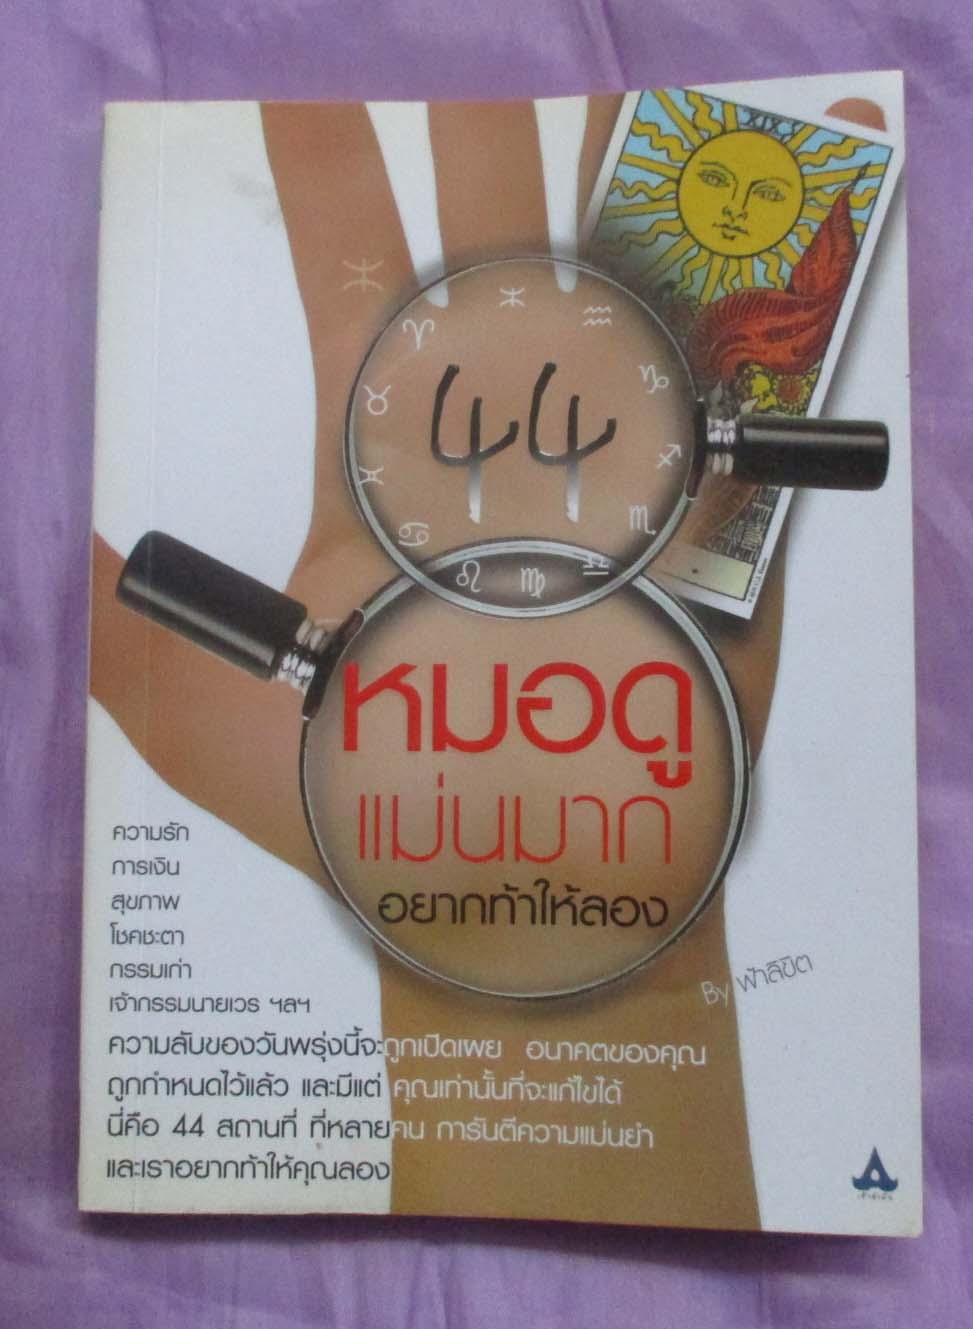 XIX
44
หมอดู
แม่นมาก
อยากท้าให้ลอง
By ฟ้าลิขิต
ความรัก
การเงิน
สุขภาพ
โชคชะตา
กรรมเก่า
เจ้ากรรมนายเวร ฯลฯ
ความลับของวันพรุ่งนี้จะถูกเปิดเผย อนาคตของคุณ
ถูกกำหนดไว้แล้ว และมีแต่ คุณเท่านั้นที่จะแก้ไขได้
นี่คือ 44 สถานที่ ที่หลายคน การันตีความแม่นยำ
และเราอยากท้าให้คุณลอง